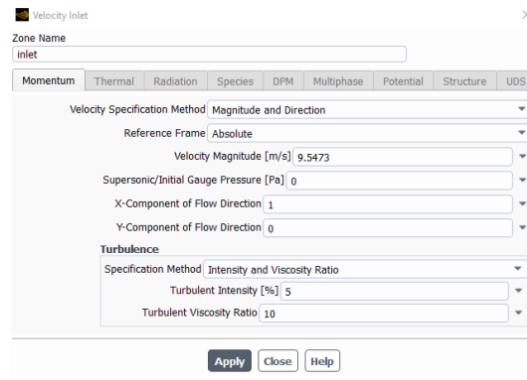 Velocity Inlet
Zone Name
inlet
Momentum Thermal Radiation Species DPM Multiphase Potential Structure UDS
Velocity Specification Method Magnitude and Direction
Reference Frame Absolute
Velocity Magnitude [m/s] 9.5473
Supersonic/Initial Gauge Pressure [Pa] 0
X-Component of Flow Direction 1
Y-Component of Flow Direction 0
Turbulence
Specification Method Intensity and Viscosity Ratio
Turbulent Intensity [%] 5
Turbulent Viscosity Ratio 10
Apply Close Help